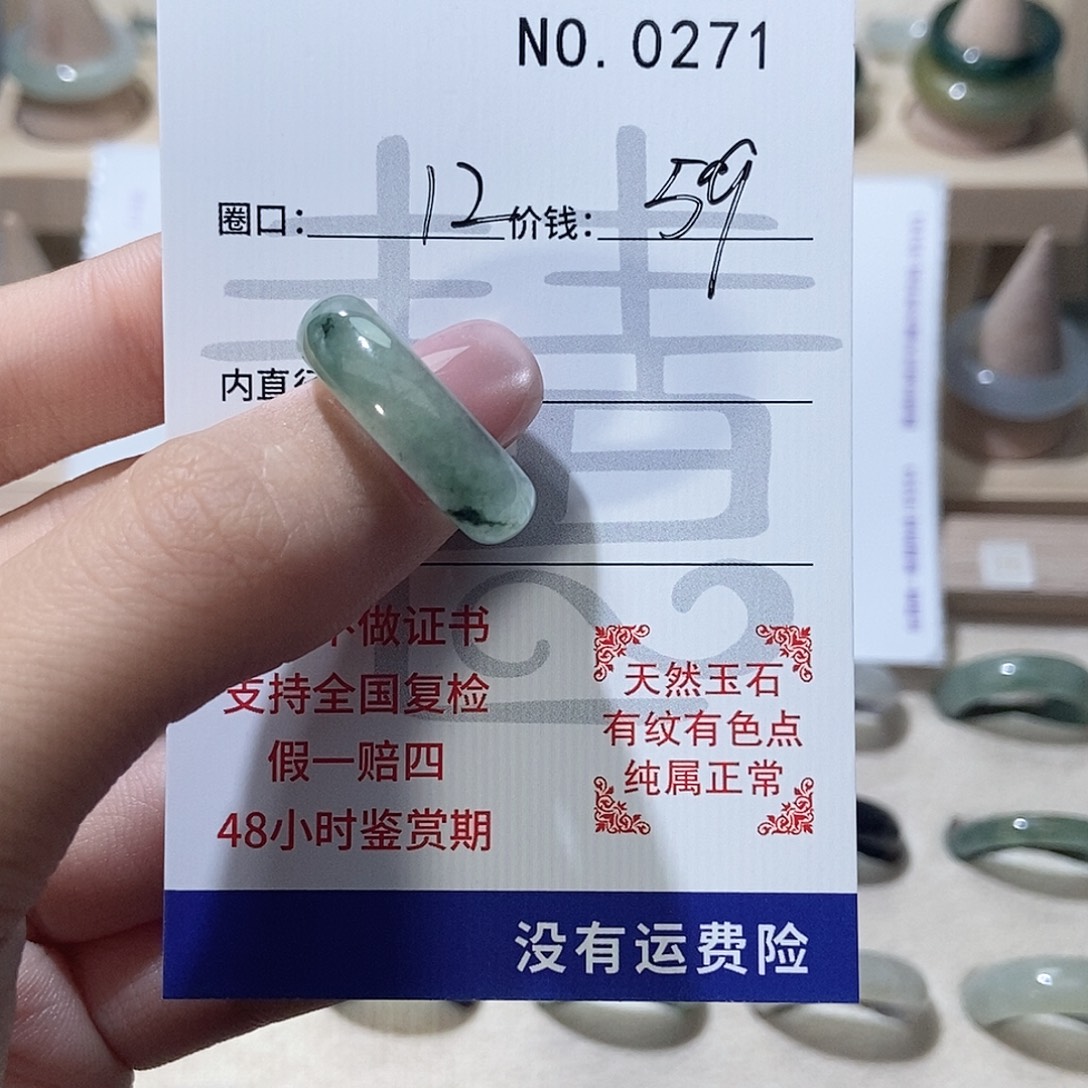 NO. 0271
圈口: 12 价钱: 59
内直
做证书
支持全国复检
假一赔四
48小时鉴赏期
天然玉石
有纹有色点
纯属正常
没有运费险